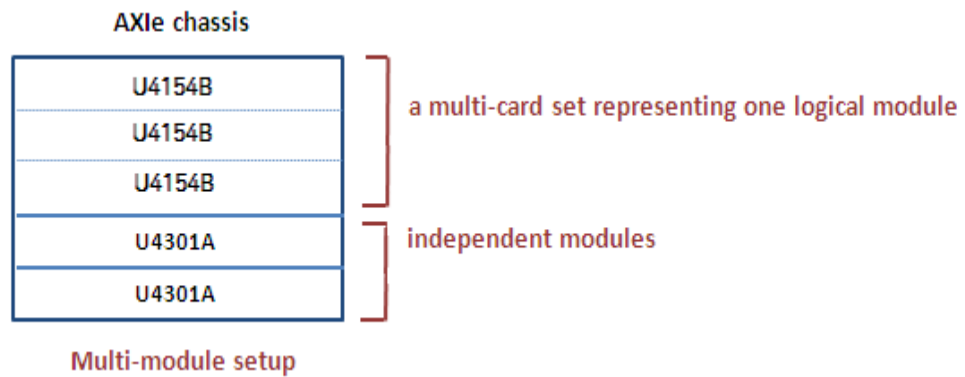 AXIe chassis
U4154B
a multi-card set representing one logical module
U4154B
U4154B
U4301A
independent modules
U4301A
Multi-module setup